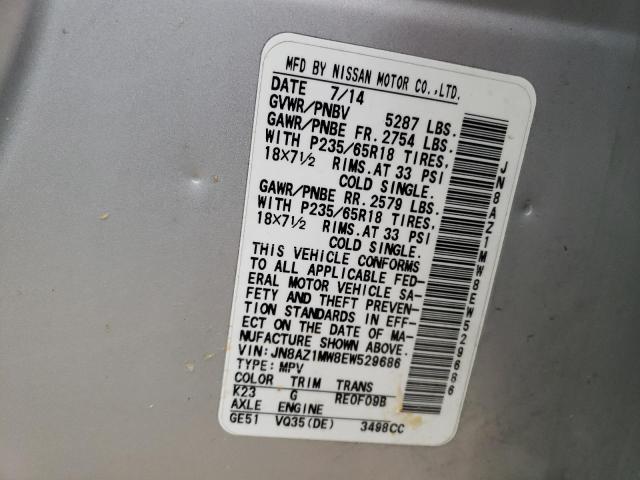 MFD BY NISSAN MOTOR CO.,LTD.
DATE 7/14
GVWR/PNBV 5287 LBS.
GAWR/PNBE FR. 2754 LBS.
WITH P235/65R18 TIRES.
18×7½ RIMS. AT 33 PSI
COLD SINGLE.
GAWR/PNBE RR. 2579 LBS.
WITH P235/65R18 TIRES.
18×7½ RIMS. AT 33 PSI
COLD SINGLE.
THIS VEHICLE CONFORMS
TO ALL APPLICABLE FED-
ERAL MOTOR VEHICLE SA-
FETY AND THEFT PREVEN-
TION STANDARDS IN EFF-
ECT ON THE DATE OF MA-
NUFACTURE SHOWN ABOVE.
VIN: JN8AZ1MW8EW529686
TYPE: MPV
COLOR TRIM TRANS
K23 G RE0F09B
AXLE ENGINE
GE51 VQ35(DE) 3498CC
JN8AZ1MW8EW529686